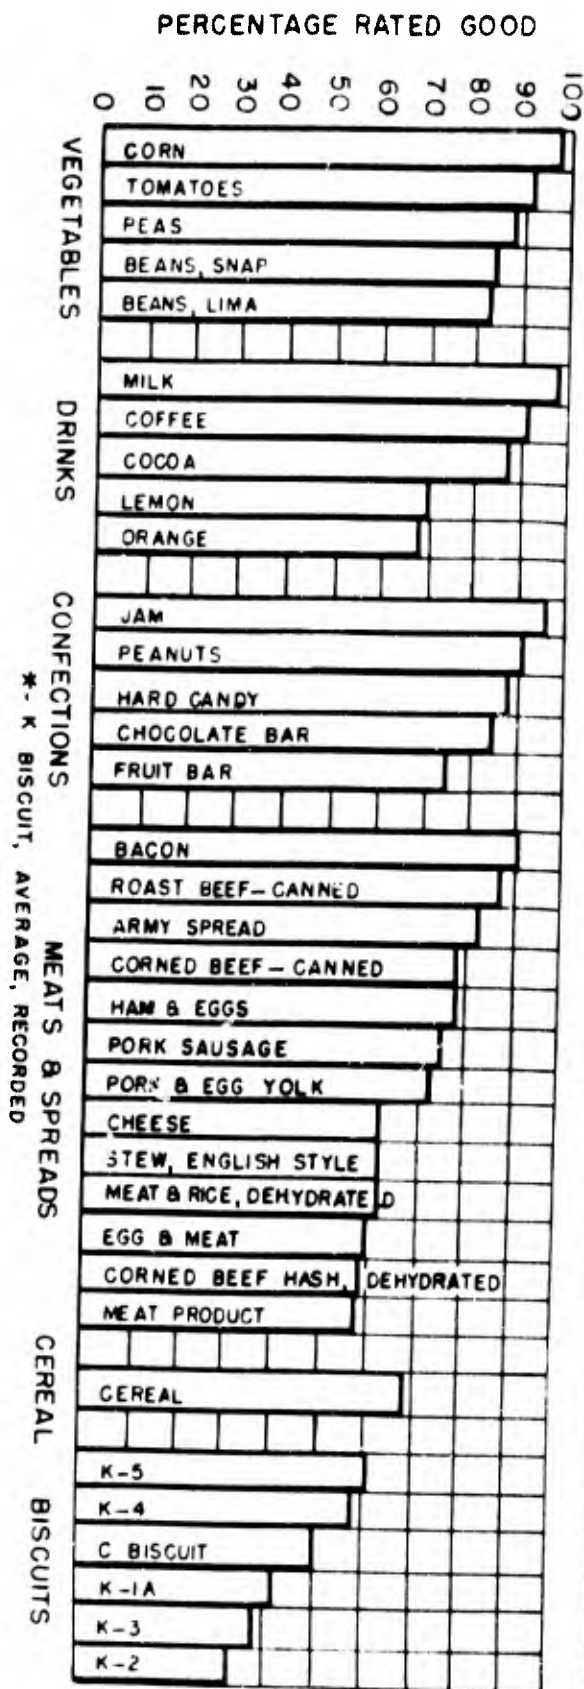 PERCENTAGE RATED GOOD
0 10 20 30 40 50 60 70 80 90 100
VEGETABLES
CORN
TOMATOES
PEAS
BEANS, SNAP
BEANS, LIMA
DRINKS
MILK
COFFEE
COCOA
LEMON
ORANGE
CONFECTIONS
JAM
PEANUTS
HARD CANDY
CHOCOLATE BAR
FRUIT BAR
MEATS & SPREADS
BACON
ROAST BEEF-CANNED
ARMY SPREAD
CORNED BEEF-CANNED
HAM & EGGS
PORK SAUSAGE
PORK & EGG YOLK
CHEESE
STEW, ENGLISH STYLE
MEAT & RICE, DEHYDRATED
EGG & MEAT
CORNED BEEF HASH, DEHYDRATED
MEAT PRODUCT
CEREAL
CEREAL
BISCUITS
K-5
K-4
C BISCUIT
K-1A
K-3
K-2
*- K BISCUIT, AVERAGE, RECORDED